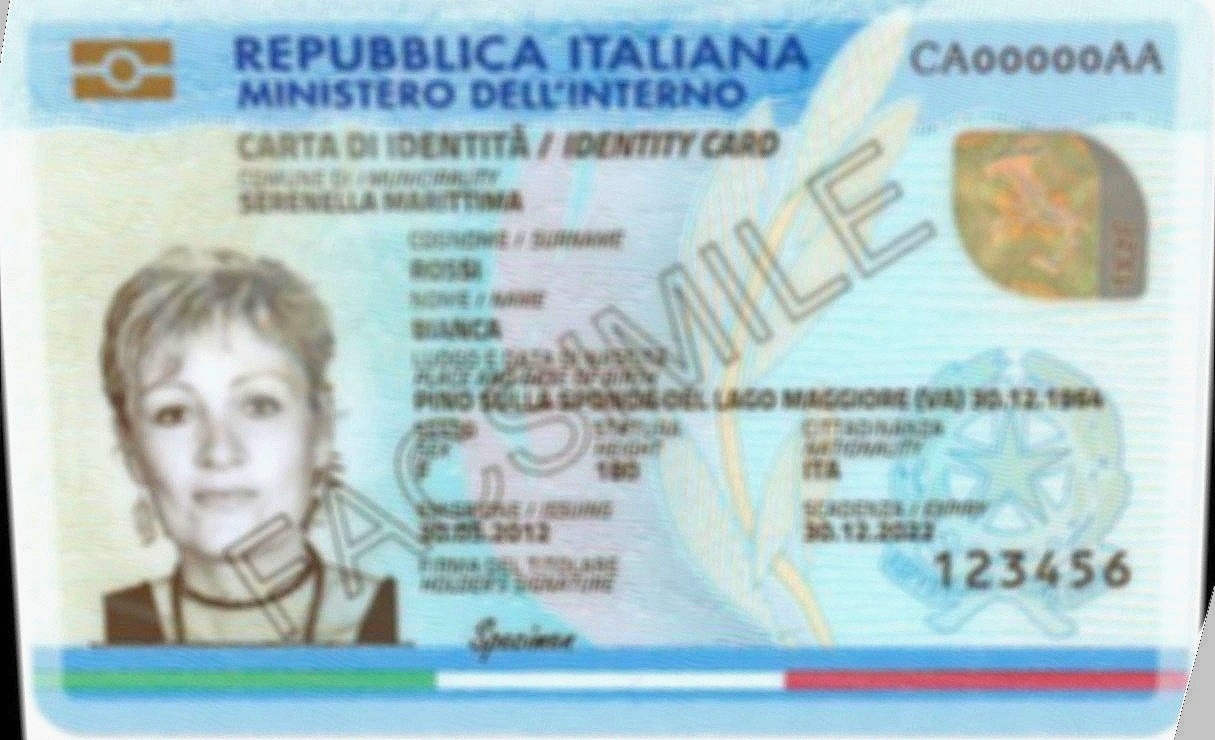 REPUBBLICA ITALIANA
CA00000AA
MINISTERO DELL'INTERNO
CARTA DI IDENTITÀ / IDENTITY CARD
COMUNE DI / MUNICIPALITY
SERENELLA MARITTIMA
COGNOME / SURNAME
ROSSI
NOME / NAME
BIANCA
LUOGO E DATA DI NASCITA
PLACE AND DATE OF BIRTH
PINO SULLA SPONDA DEL LAGO MAGGIORE (VA) 30.12.1964
SESSO STATURA CITTADINANZA
SEX HEIGHT NATIONALITY
F 180 ITA
EMISSIONE / ISSUING SCADENZA / EXPIRY
30.05.2012 30.12.2022
FIRMA DEL TITOLARE
HOLDER'S SIGNATURE
123456
Specimen
FACSIMILE